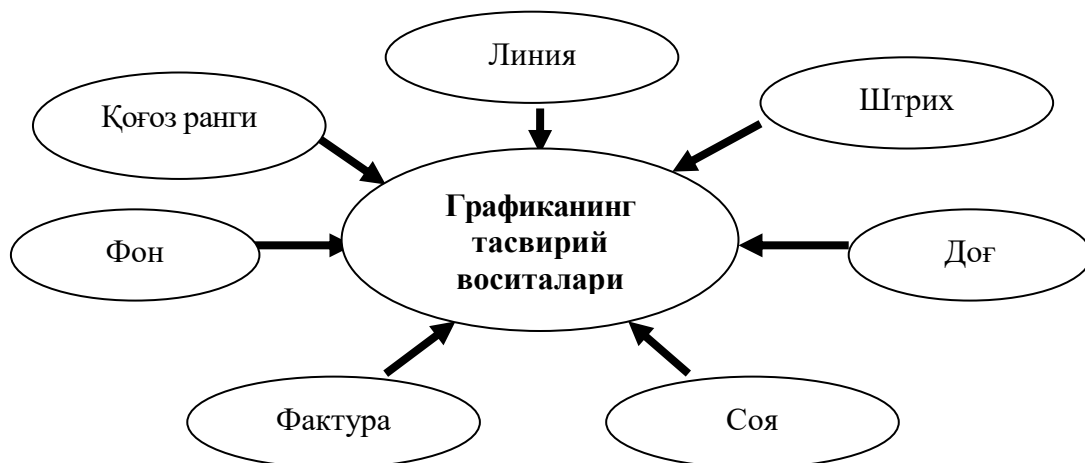 Линия
Штрих
Қоғоз ранги
Графиканинг
тасвирий
воситалари
Фон
Доғ
Фактура
Соя